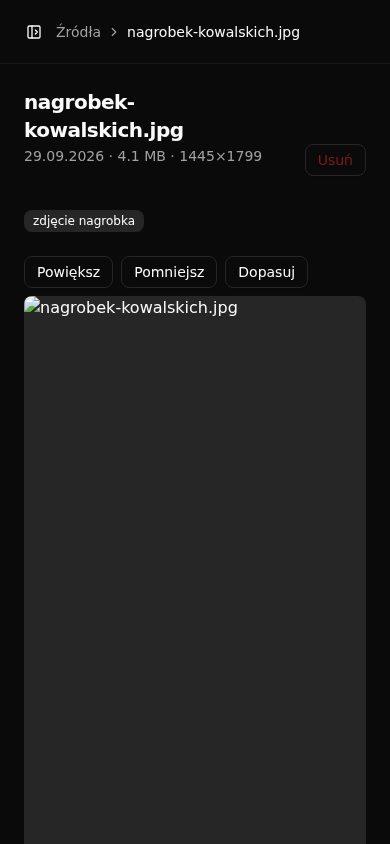 Źródła > nagrobek-kowalskich.jpg
nagrobek-
kowalskich.jpg
29.09.2026 · 4.1 MB · 1445×1799
Usuń
zdjęcie nagrobka
Powiększ Pomniejsz Dopasuj
nagrobek-kowalskich.jpg